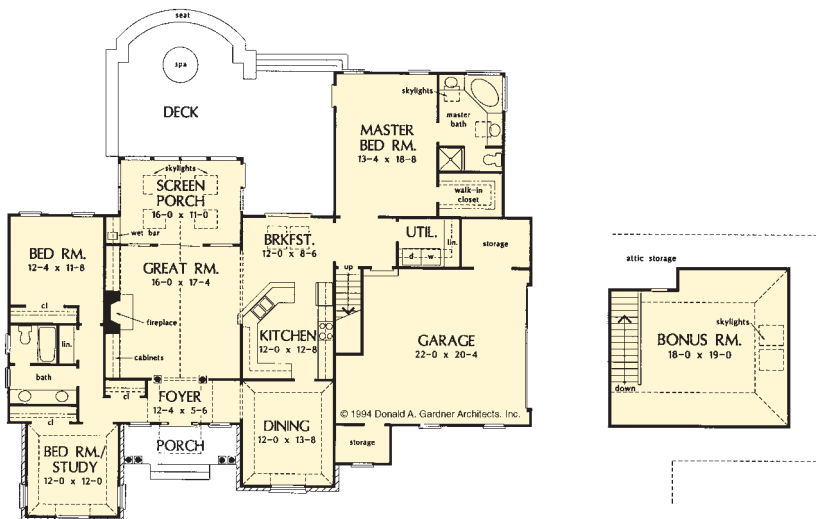 seat
spa
DECK
skylights
SCREEN
PORCH
16-0 x 11-0
wet bar
skylights
master
bath
MASTER
BED RM.
13-4 x 18-8
walk-in
closet
BED RM.
12-4 x 11-8
cl
GREAT RM.
16-0 x 17-4
fireplace
cabinets
BRKFST.
12-0 x 8-6
UTIL.
d
w
lin.
storage
up
KITCHEN
12-0 x 12-8
GARAGE
22-0 x 20-4
lin.
bath
cl
cl
FOYER
12-4 x 5-6
PORCH
DINING
12-0 x 13-8
BED RM./
STUDY
12-0 x 12-0
© 1994 Donald A. Gardner Architects, Inc.
storage
attic storage
skylights
BONUS RM.
18-0 x 19-0
down